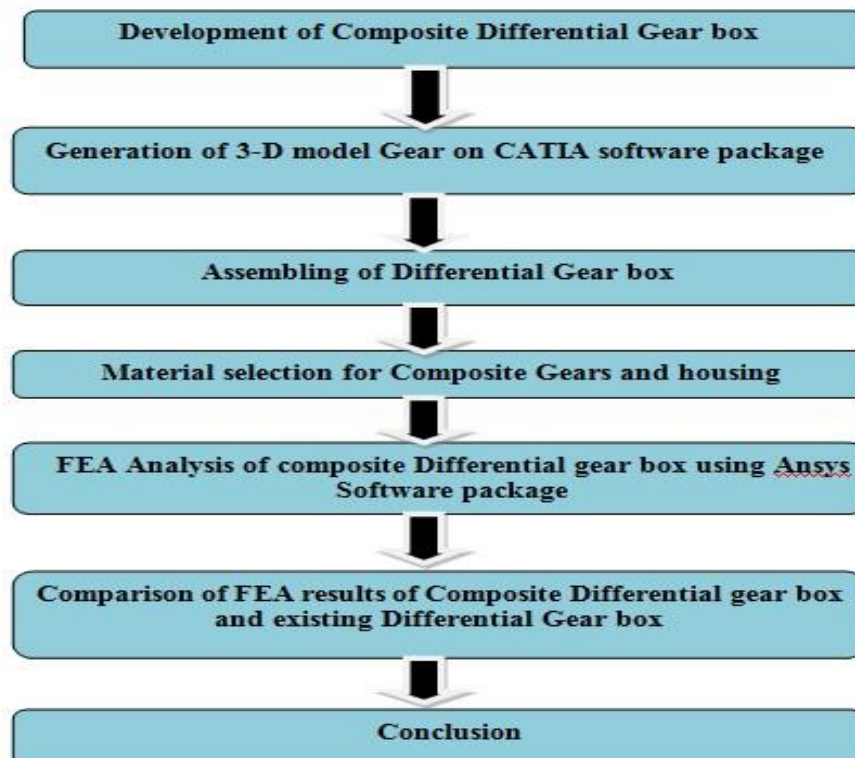 Development of Composite Differential Gear box
Generation of 3-D model Gear on CATIA software package
Assembling of Differential Gear box
Material selection for Composite Gears and housing
FEA Analysis of composite Differential gear box using Ansys
Software package
Comparison of FEA results of Composite Differential gear box
and existing Differential Gear box
Conclusion